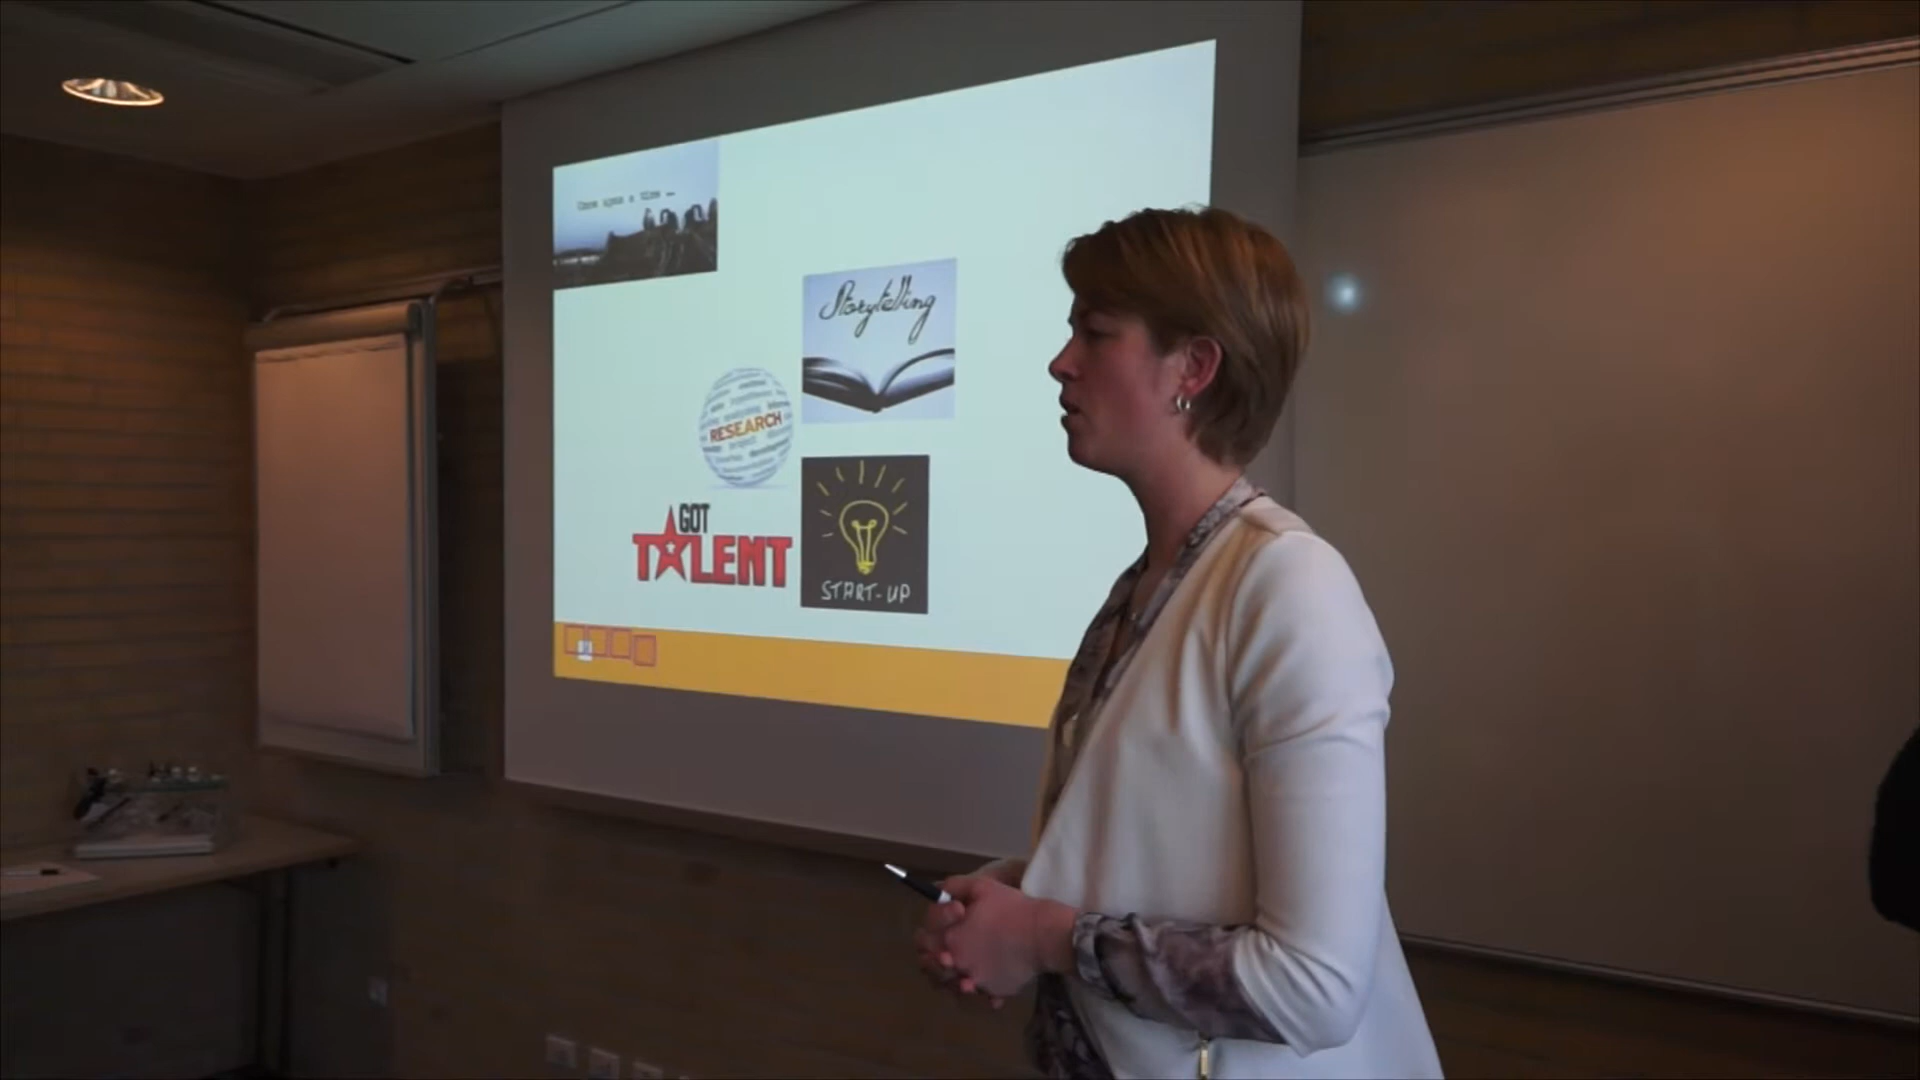 Once upon a time …
Storytelling
RESEARCH
GOT
TALENT
START-UP